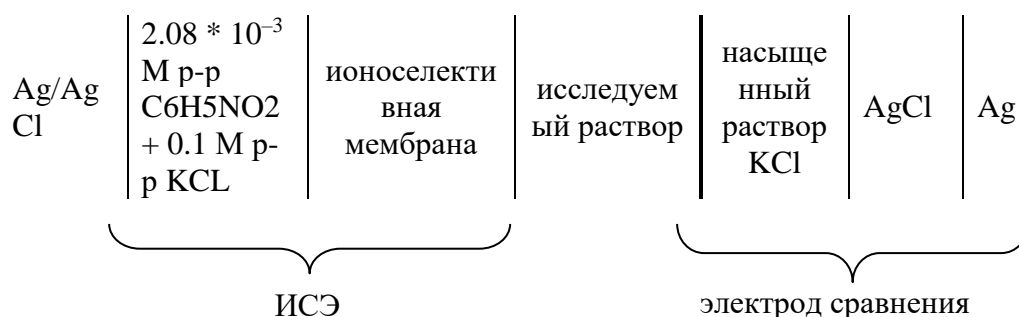 Ag/Ag
Cl
2.08 * 10⁻³
М р-р
C6H5NO2
+ 0.1 М р-
р KCL
ионоселекти
вная
мембрана
исследуем
ый раствор
насыще
нный
раствор
KCl
AgCl
Ag
ИСЭ
электрод сравнения